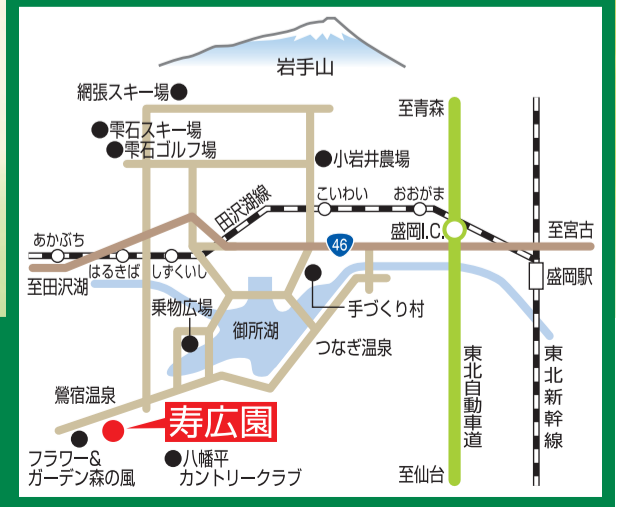 岩手山
網張スキー場
雫石スキー場
雫石ゴルフ場
小岩井農場
至青森
こいわい
おおがま
田沢湖線
盛岡I.C.
至宮古
46
あかぶち
はるきば
しずくいし
至田沢湖
盛岡駅
乗物広場
手づくり村
御所湖
つなぎ温泉
東北自動車道
東北新幹線
鶯宿温泉
寿広園
フラワー&
ガーデン森の風
八幡平
カントリークラブ
至仙台